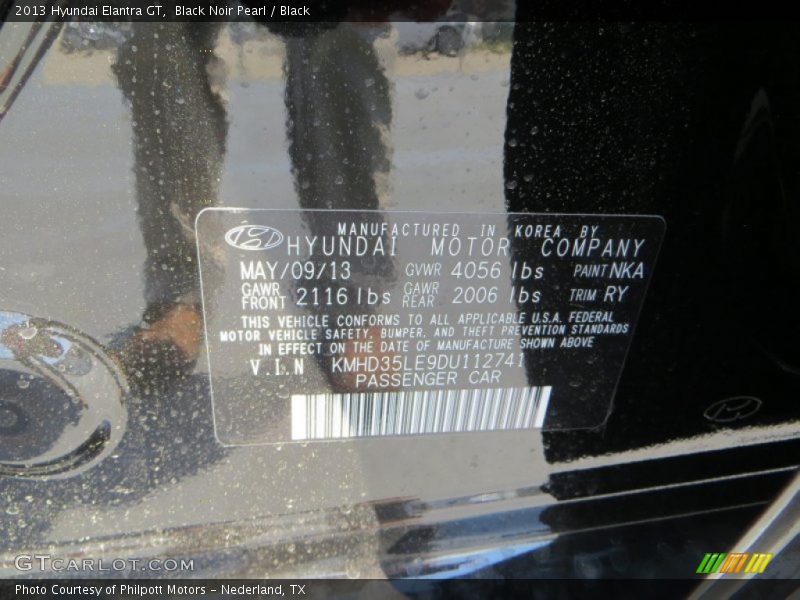 2013 Hyundai Elantra GT, Black Noir Pearl / Black
MANUFACTURED IN KOREA BY
HYUNDAI MOTOR COMPANY
MAY/09/13 GVWR 4056 lbs PAINT NKA
GAWR FRONT 2116 lbs GAWR REAR 2006 lbs TRIM RY
THIS VEHICLE CONFORMS TO ALL APPLICABLE U.S.A. FEDERAL
MOTOR VEHICLE SAFETY, BUMPER, AND THEFT PREVENTION STANDARDS
IN EFFECT ON THE DATE OF MANUFACTURE SHOWN ABOVE
V.I.N KMHD35LE9DU112741
PASSENGER CAR
GTCARLOT.COM
Photo Courtesy of Philpott Motors - Nederland, TX